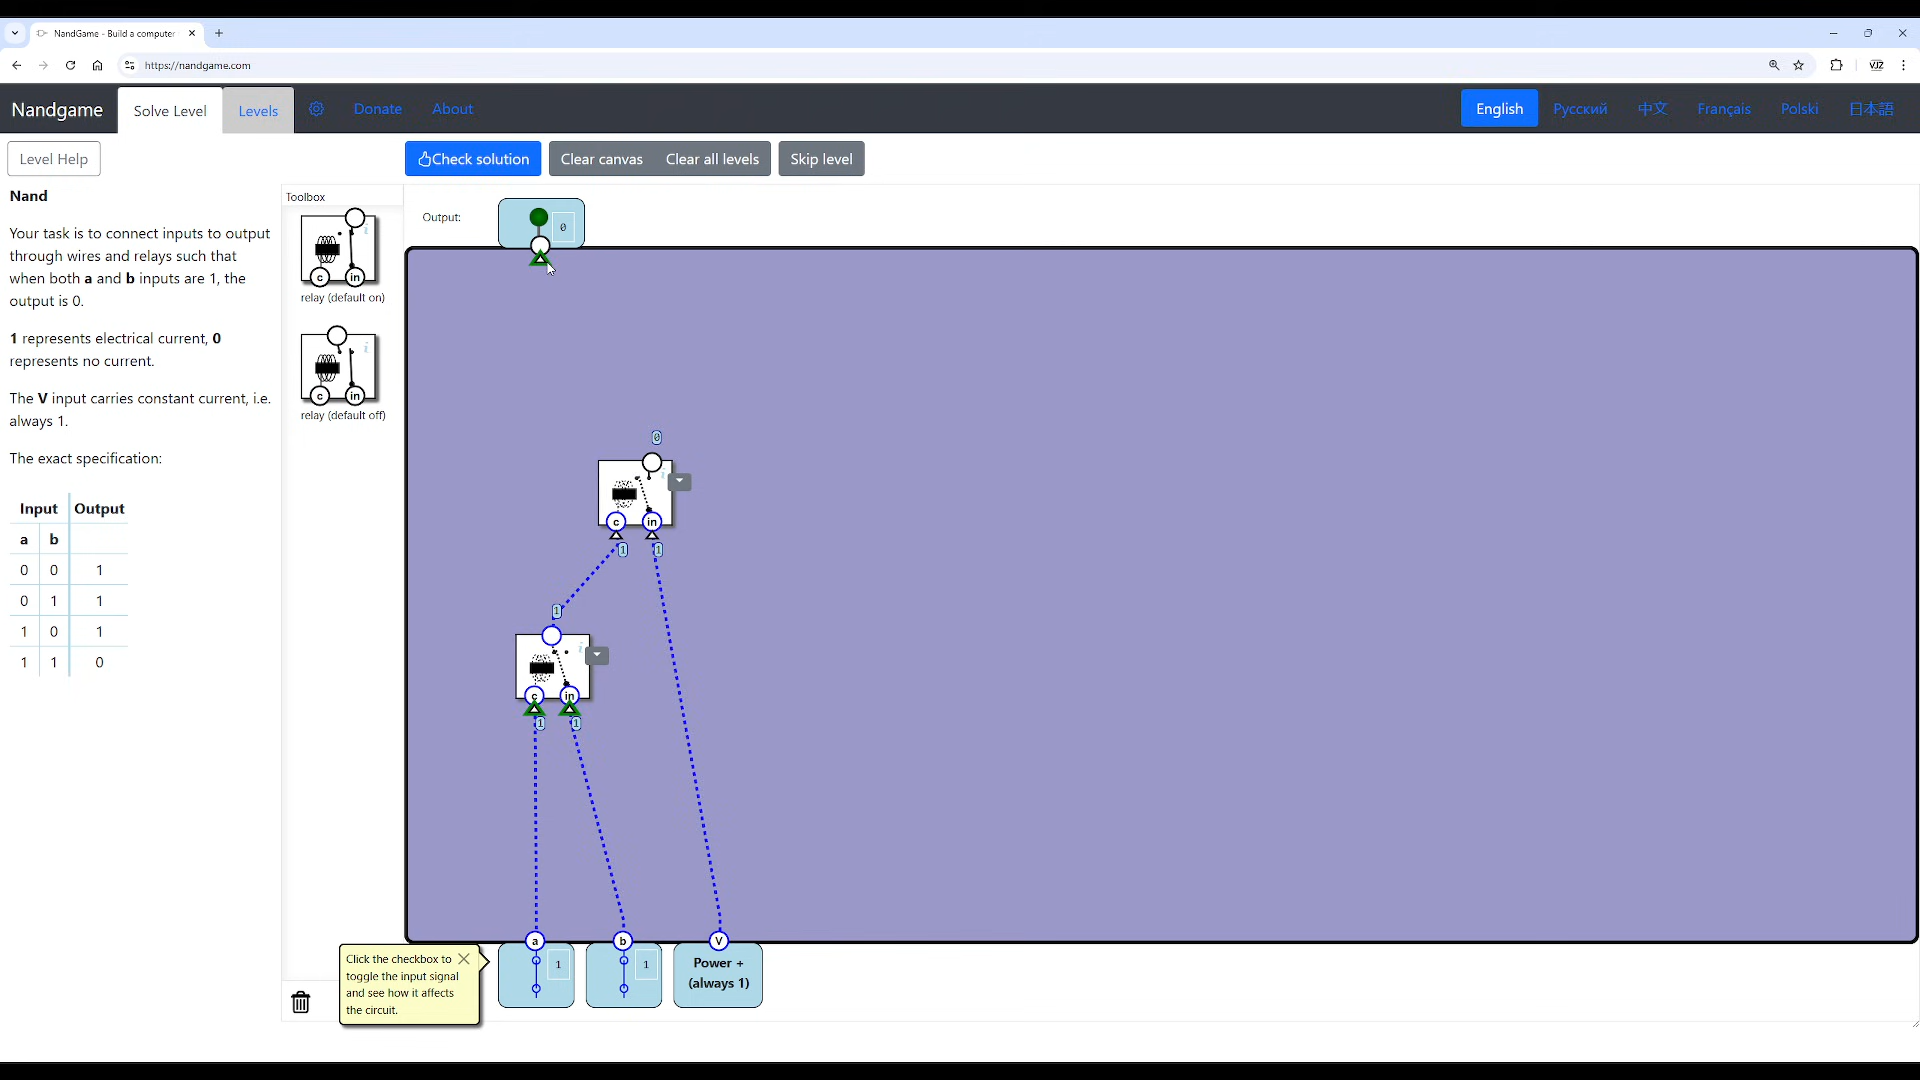 NandGame - Build a computer
https://nandgame.com
VJZ
Nandgame
Solve Level
Levels
Donate
About
English
Русский
中文
Français
Polski
日本語
Level Help
Check solution
Clear canvas
Clear all levels
Skip level
Nand
Your task is to connect inputs to output
through wires and relays such that
when both a and b inputs are 1, the
output is 0.
1 represents electrical current, 0
represents no current.
The V input carries constant current, i.e.
always 1.
The exact specification:
Input Output
a b
0 0 1
0 1 1
1 0 1
1 1 0
Toolbox
c in
relay (default on)
c in
relay (default off)
Output:
0
0
i
c in
1 1
1
i
c in
1 1
a b V
1
1
Power +
(always 1)
Click the checkbox to
toggle the input signal
and see how it affects
the circuit.